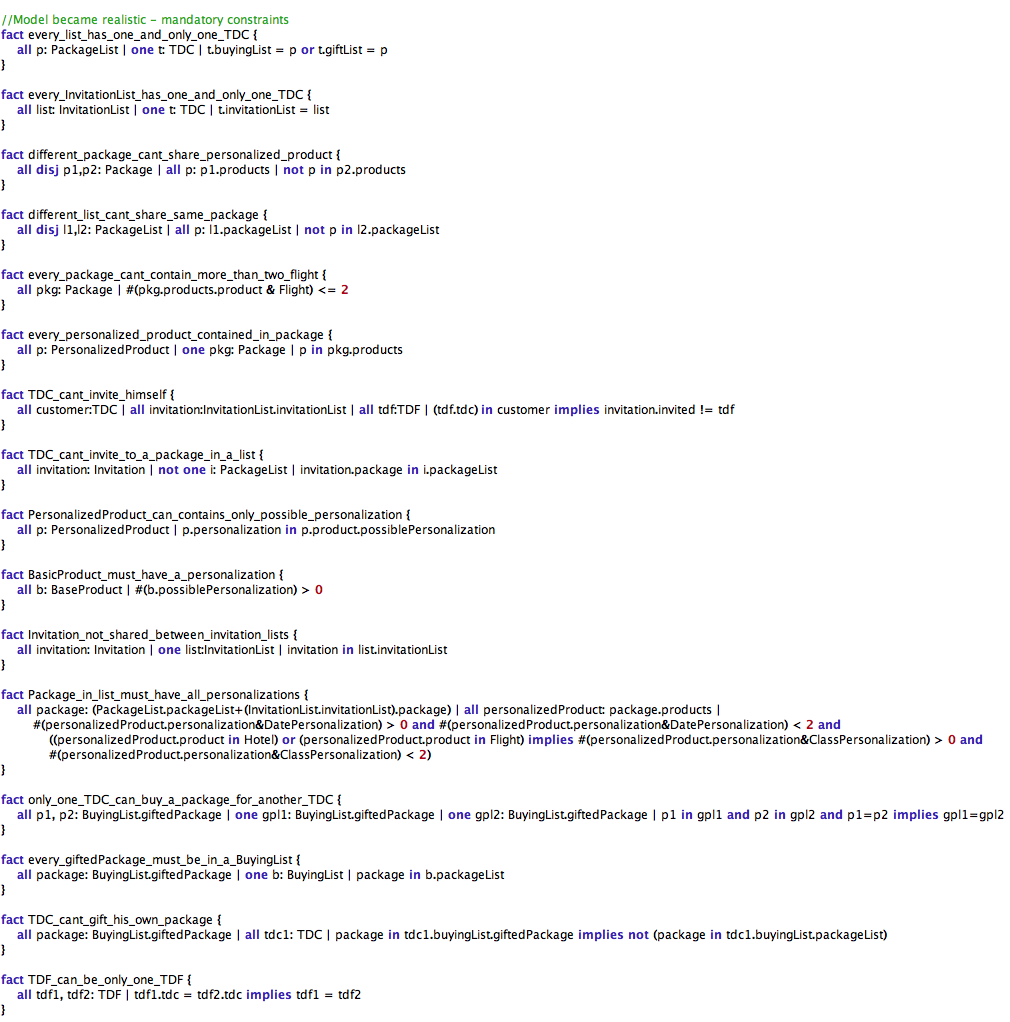 //Model became realistic - mandatory constraints
fact every_list_has_one_and_only_one_TDC {
all p: PackageList | one t: TDC | t.buyingList = p or t.giftList = p
}
fact every_InvitationList_has_one_and_only_one_TDC {
all list: InvitationList | one t: TDC | t.invitationList = list
}
fact different_package_cant_share_personalized_product {
all disj p1,p2: Package | all p: p1.products | not p in p2.products
}
fact different_list_cant_share_same_package {
all disj l1,l2: PackageList | all p: l1.packageList | not p in l2.packageList
}
fact every_package_cant_contain_more_than_two_flight {
all pkg: Package | #(pkg.products.product & Flight) <= 2
}
fact every_personalized_product_contained_in_package {
all p: PersonalizedProduct | one pkg: Package | p in pkg.products
}
fact TDC_cant_invite_himself {
all customer:TDC | all invitation:InvitationList.invitationList | all tdf:TDF | (tdf.tdc) in customer implies invitation.invited != tdf
}
fact TDC_cant_invite_to_a_package_in_a_list {
all invitation: Invitation | not one i: PackageList | invitation.package in i.packageList
}
fact PersonalizedProduct_can_contains_only_possible_personalization {
all p: PersonalizedProduct | p.personalization in p.product.possiblePersonalization
}
fact BasicProduct_must_have_a_personalization {
all b: BaseProduct | #(b.possiblePersonalization) > 0
}
fact Invitation_not_shared_between_invitation_lists {
all invitation: Invitation | one list:InvitationList | invitation in list.invitationList
}
fact Package_in_list_must_have_all_personalizations {
all package: (PackageList.packageList+(InvitationList.invitationList).package) | all personalizedProduct: package.products |
#(personalizedProduct.personalization&DatePersonalization) > 0 and #(personalizedProduct.personalization&DatePersonalization) < 2 and
((personalizedProduct.product in Hotel) or (personalizedProduct.product in Flight) implies #(personalizedProduct.personalization&ClassPersonalization) > 0 and
#(personalizedProduct.personalization&ClassPersonalization) < 2)
}
fact only_one_TDC_can_buy_a_package_for_another_TDC {
all p1, p2: BuyingList.giftedPackage | one gpl1: BuyingList.giftedPackage | one gpl2: BuyingList.giftedPackage | p1 in gpl1 and p2 in gpl2 and p1=p2 implies gpl1=gpl2
}
fact every_giftedPackage_must_be_in_a_BuyingList {
all package: BuyingList.giftedPackage | one b: BuyingList | package in b.packageList
}
fact TDC_cant_gift_his_own_package {
all package: BuyingList.giftedPackage | all tdc1: TDC | package in tdc1.buyingList.giftedPackage implies not (package in tdc1.buyingList.packageList)
}
fact TDF_can_be_only_one_TDF {
all tdf1, tdf2: TDF | tdf1.tdc = tdf2.tdc implies tdf1 = tdf2
}